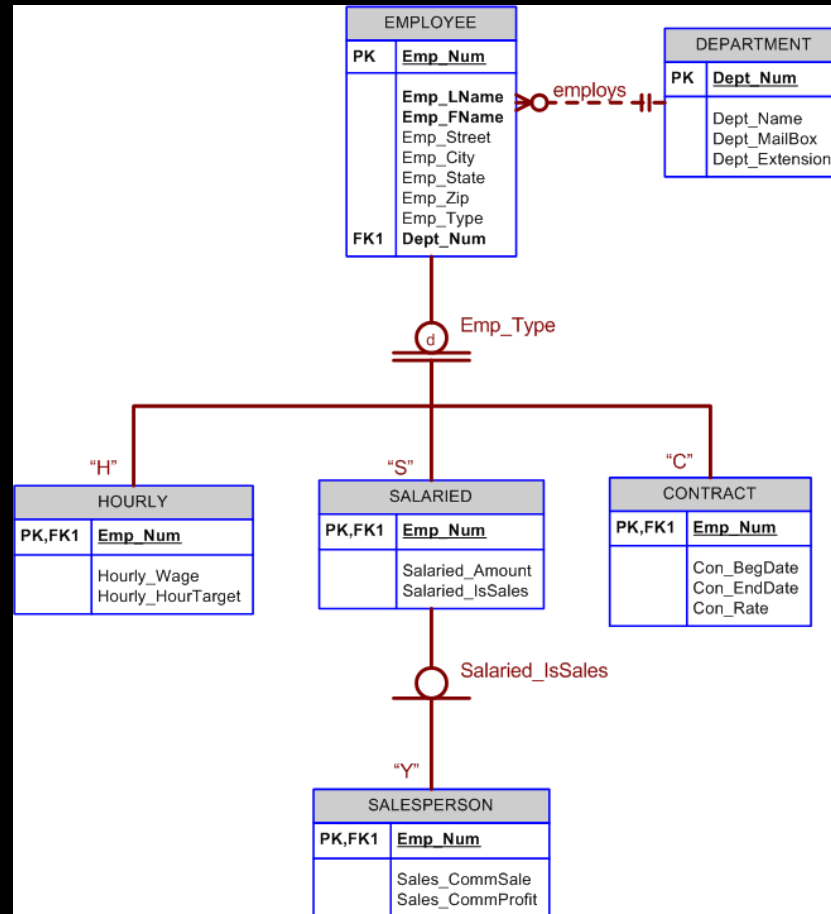 EMPLOYEE
PK Emp_Num
Emp_LName
Emp_FName
Emp_Street
Emp_City
Emp_State
Emp_Zip
Emp_Type
FK1 Dept_Num
employs
DEPARTMENT
PK Dept_Num
Dept_Name
Dept_MailBox
Dept_Extension
d
Emp_Type
“H”
“S”
“C”
HOURLY
PK,FK1 Emp_Num
Hourly_Wage
Hourly_HourTarget
SALARIED
PK,FK1 Emp_Num
Salaried_Amount
Salaried_IsSales
CONTRACT
PK,FK1 Emp_Num
Con_BegDate
Con_EndDate
Con_Rate
Salaried_IsSales
“Y”
SALESPERSON
PK,FK1 Emp_Num
Sales_CommSale
Sales_CommProfit